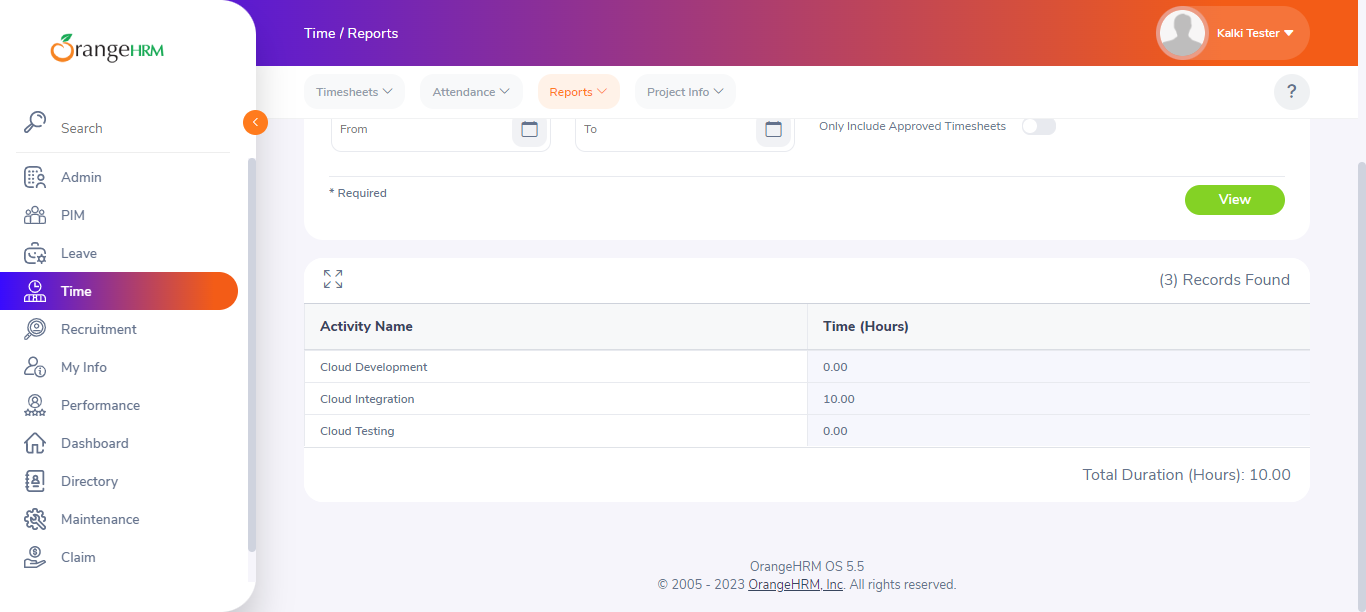 OrangeHRM
Time / Reports
Kalki Tester
Timesheets
Attendance
Reports
Project Info
?
Search
Admin
PIM
Leave
Time
Recruitment
My Info
Performance
Dashboard
Directory
Maintenance
Claim
From
To
Only Include Approved Timesheets
* Required
View
(3) Records Found
Activity Name Time (Hours)
Cloud Development 0.00
Cloud Integration 10.00
Cloud Testing 0.00
Total Duration (Hours): 10.00
OrangeHRM OS 5.5
© 2005 - 2023 OrangeHRM, Inc. All rights reserved.